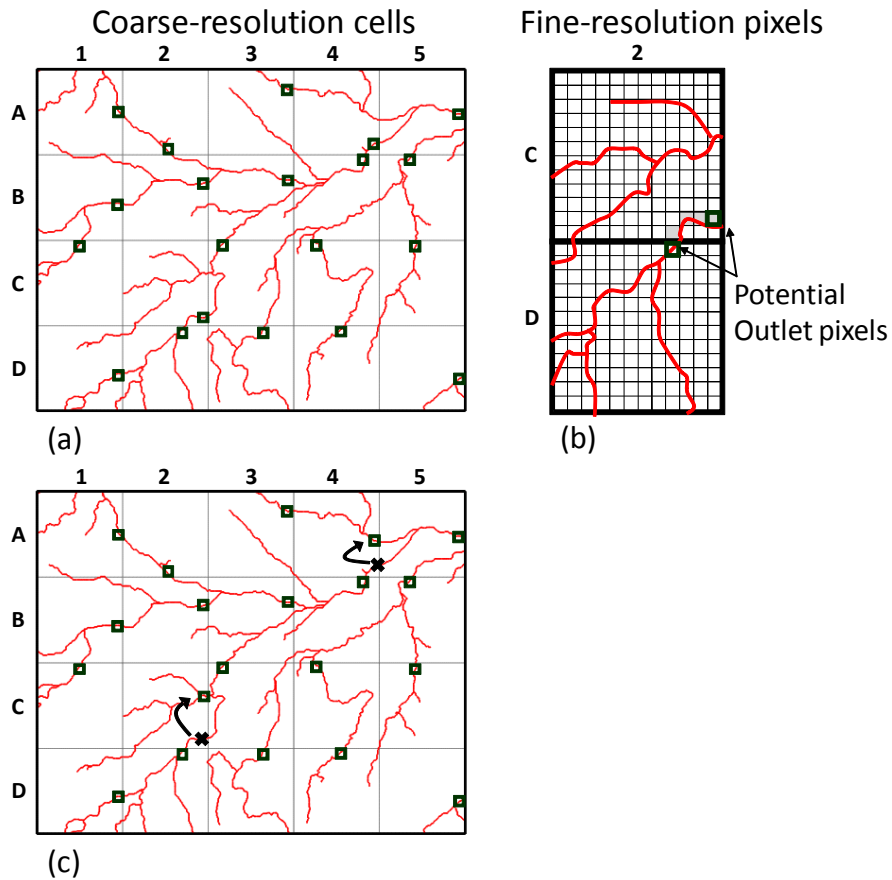 Coarse-resolution cells
Fine-resolution pixels
1 2 3 4 5
2
A
B
C
D
C
D
Potential
Outlet pixels
(a)
(b)
1 2 3 4 5
A
B
C
D
(c)